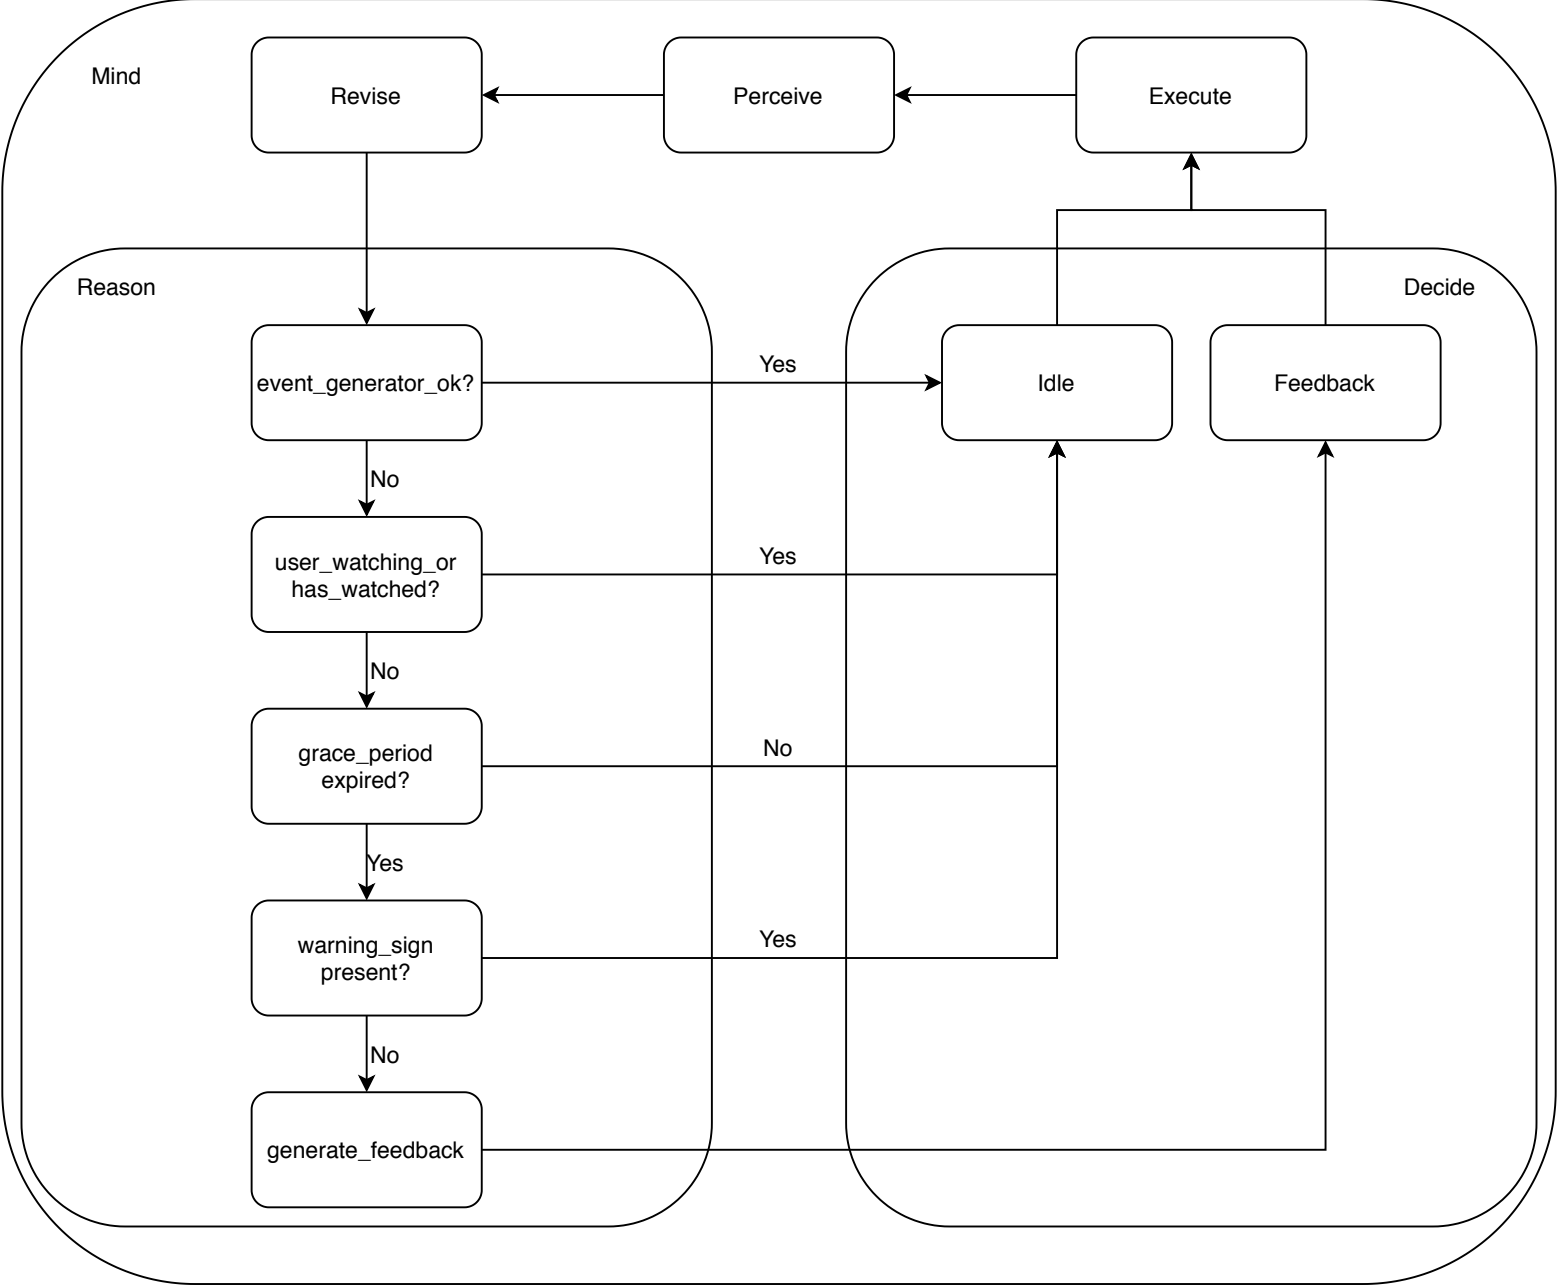 Mind
Revise
Perceive
Execute
Reason
Decide
event_generator_ok?
Yes
Idle
Feedback
No
user_watching_or
has_watched?
Yes
No
grace_period
expired?
No
Yes
warning_sign
present?
Yes
No
generate_feedback